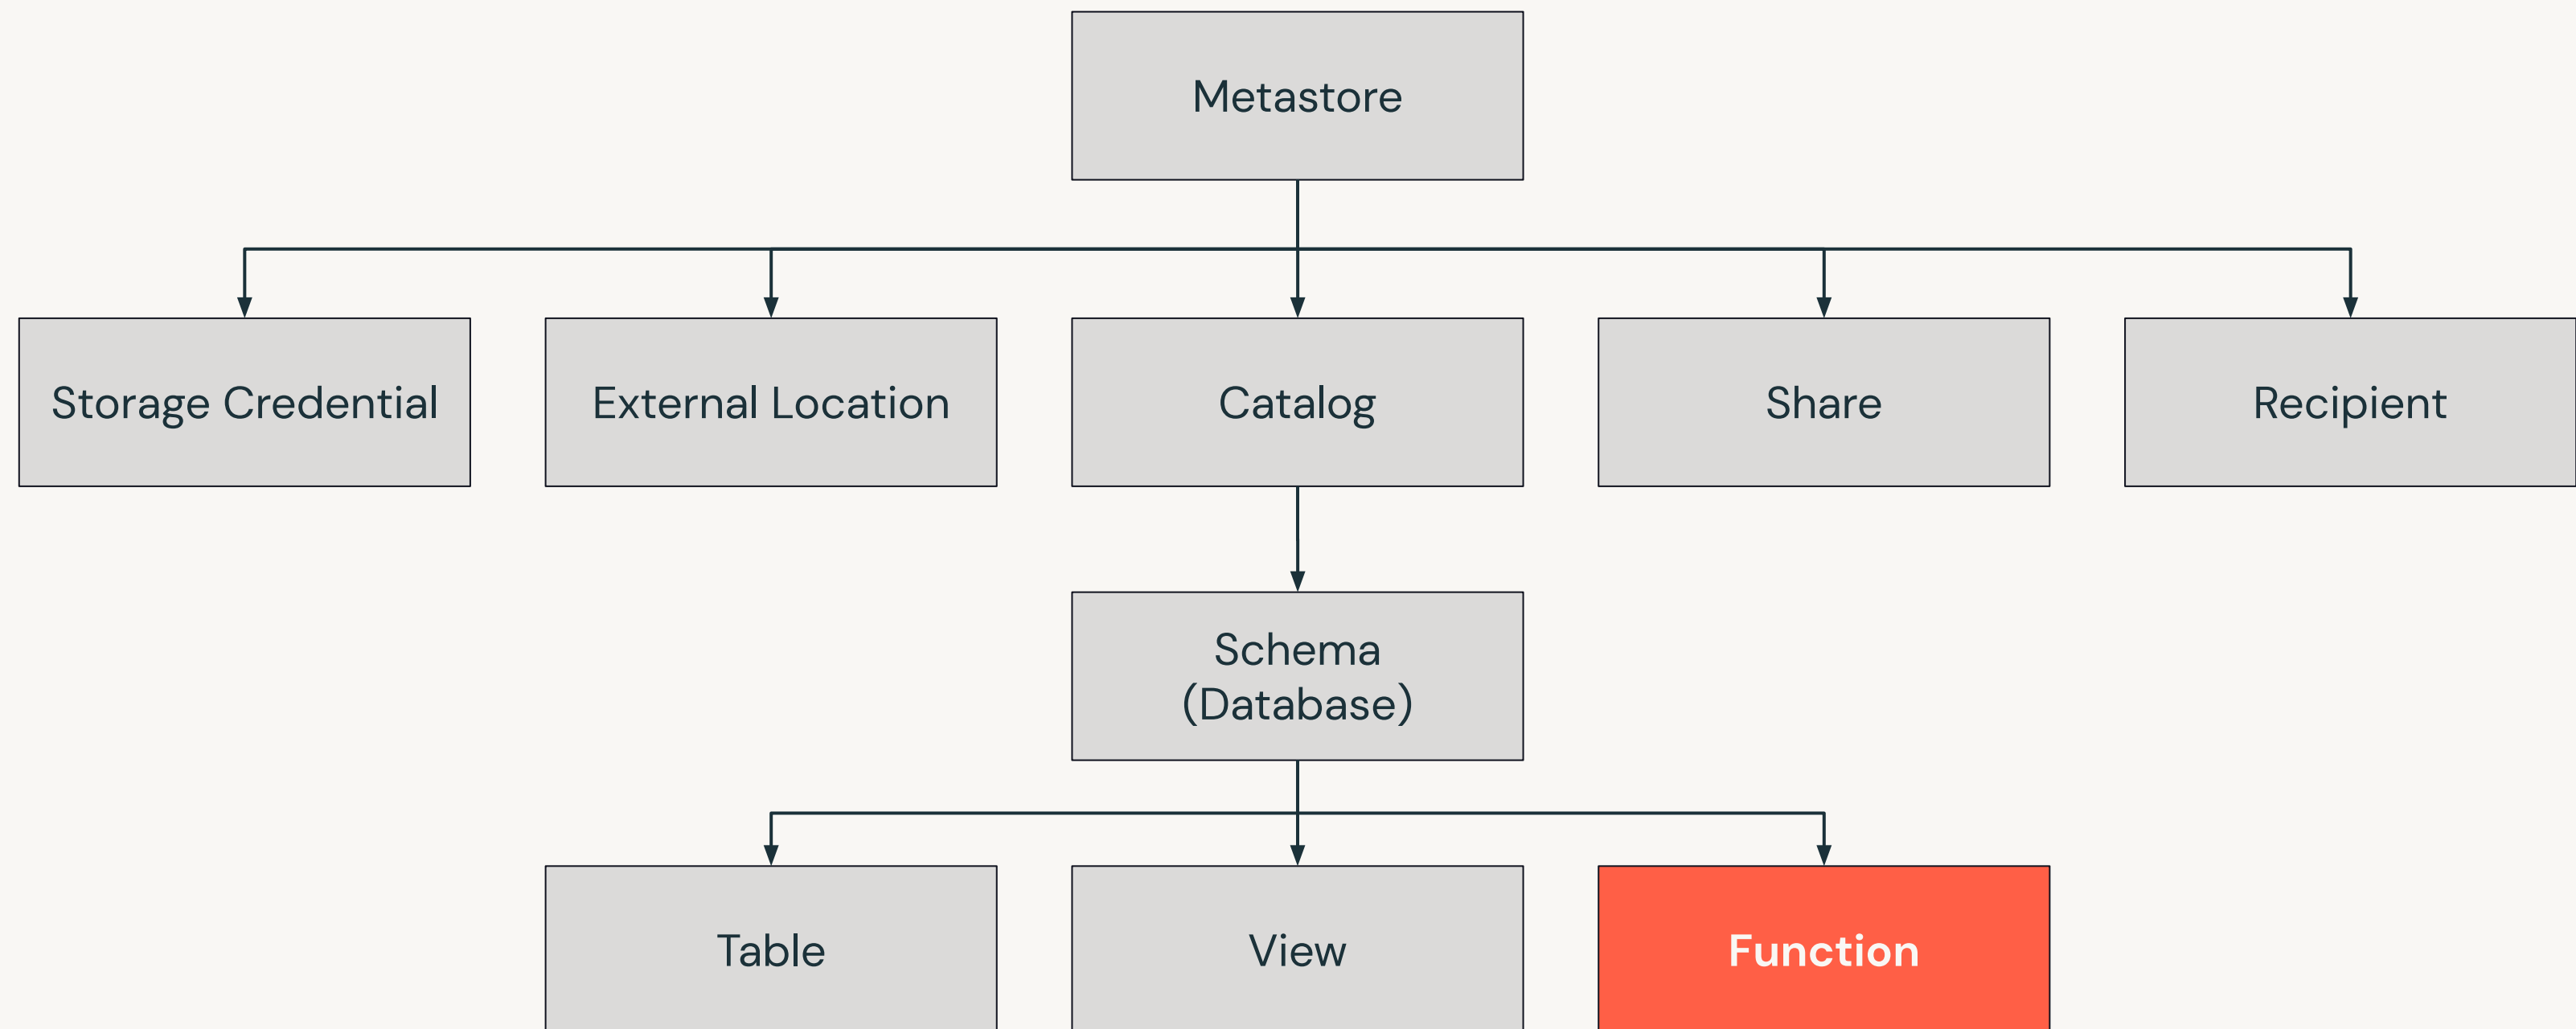 Metastore
Storage Credential
External Location
Catalog
Share
Recipient
Schema
(Database)
Table
View
Function